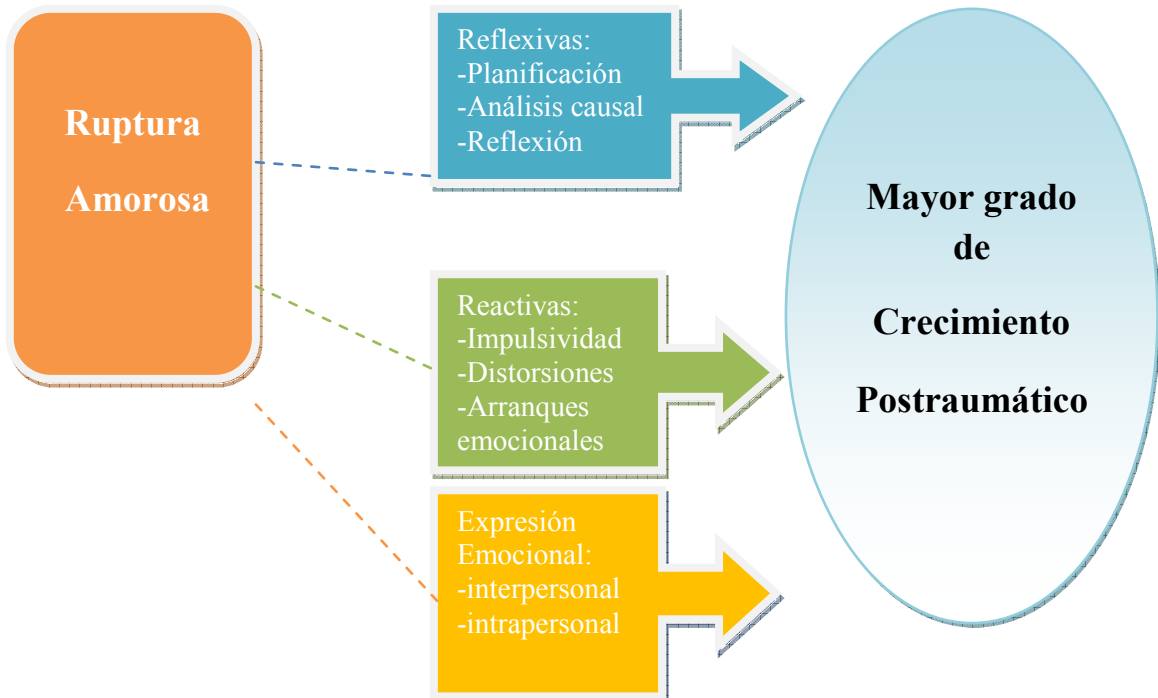 Ruptura
Amorosa
Reflexivas:
-Planificación
-Análisis causal
-Reflexión
Reactivas:
-Impulsividad
-Distorsiones
-Arranques
emocionales
Expresión
Emocional:
-interpersonal
-intrapersonal
Mayor grado
de
Crecimiento
Postraumático